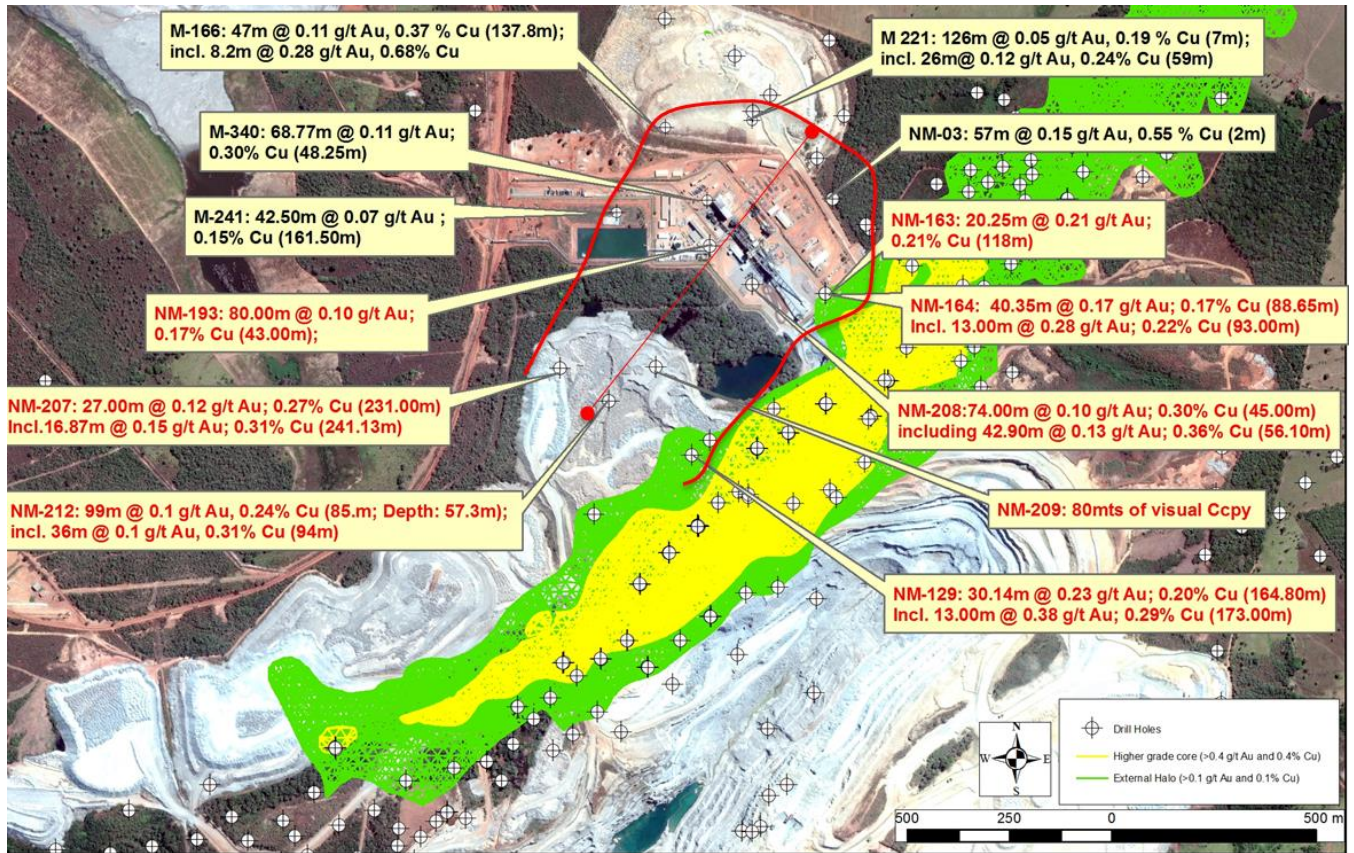 M-166: 47m @ 0.11 g/t Au, 0.37 % Cu (137.8m);
incl. 8.2m @ 0.28 g/t Au, 0.68% Cu
M 221: 126m @ 0.05 g/t Au, 0.19 % Cu (7m);
incl. 26m@ 0.12 g/t Au, 0.24% Cu (59m)
M-340: 68.77m @ 0.11 g/t Au;
0.30% Cu (48.25m)
NM-03: 57m @ 0.15 g/t Au, 0.55 % Cu (2m)
M-241: 42.50m @ 0.07 g/t Au ;
0.15% Cu (161.50m)
NM-163: 20.25m @ 0.21 g/t Au;
0.21% Cu (118m)
NM-193: 80.00m @ 0.10 g/t Au;
0.17% Cu (43.00m);
NM-164: 40.35m @ 0.17 g/t Au; 0.17% Cu (88.65m)
Incl. 13.00m @ 0.28 g/t Au; 0.22% Cu (93.00m)
NM-207: 27.00m @ 0.12 g/t Au; 0.27% Cu (231.00m)
Incl.16.87m @ 0.15 g/t Au; 0.31% Cu (241.13m)
NM-208:74.00m @ 0.10 g/t Au; 0.30% Cu (45.00m)
including 42.90m @ 0.13 g/t Au; 0.36% Cu (56.10m)
NM-212: 99m @ 0.1 g/t Au, 0.24% Cu (85.m; Depth: 57.3m);
incl. 36m @ 0.1 g/t Au, 0.31% Cu (94m)
NM-209: 80mts of visual Ccpy
NM-129: 30.14m @ 0.23 g/t Au; 0.20% Cu (164.80m)
Incl. 13.00m @ 0.38 g/t Au; 0.29% Cu (173.00m)
N
W E
S
Drill Holes
Higher grade core (>0.4 g/t Au and 0.4% Cu)
External Halo (>0.1 g/t Au and 0.1% Cu)
500 250 0 500 m